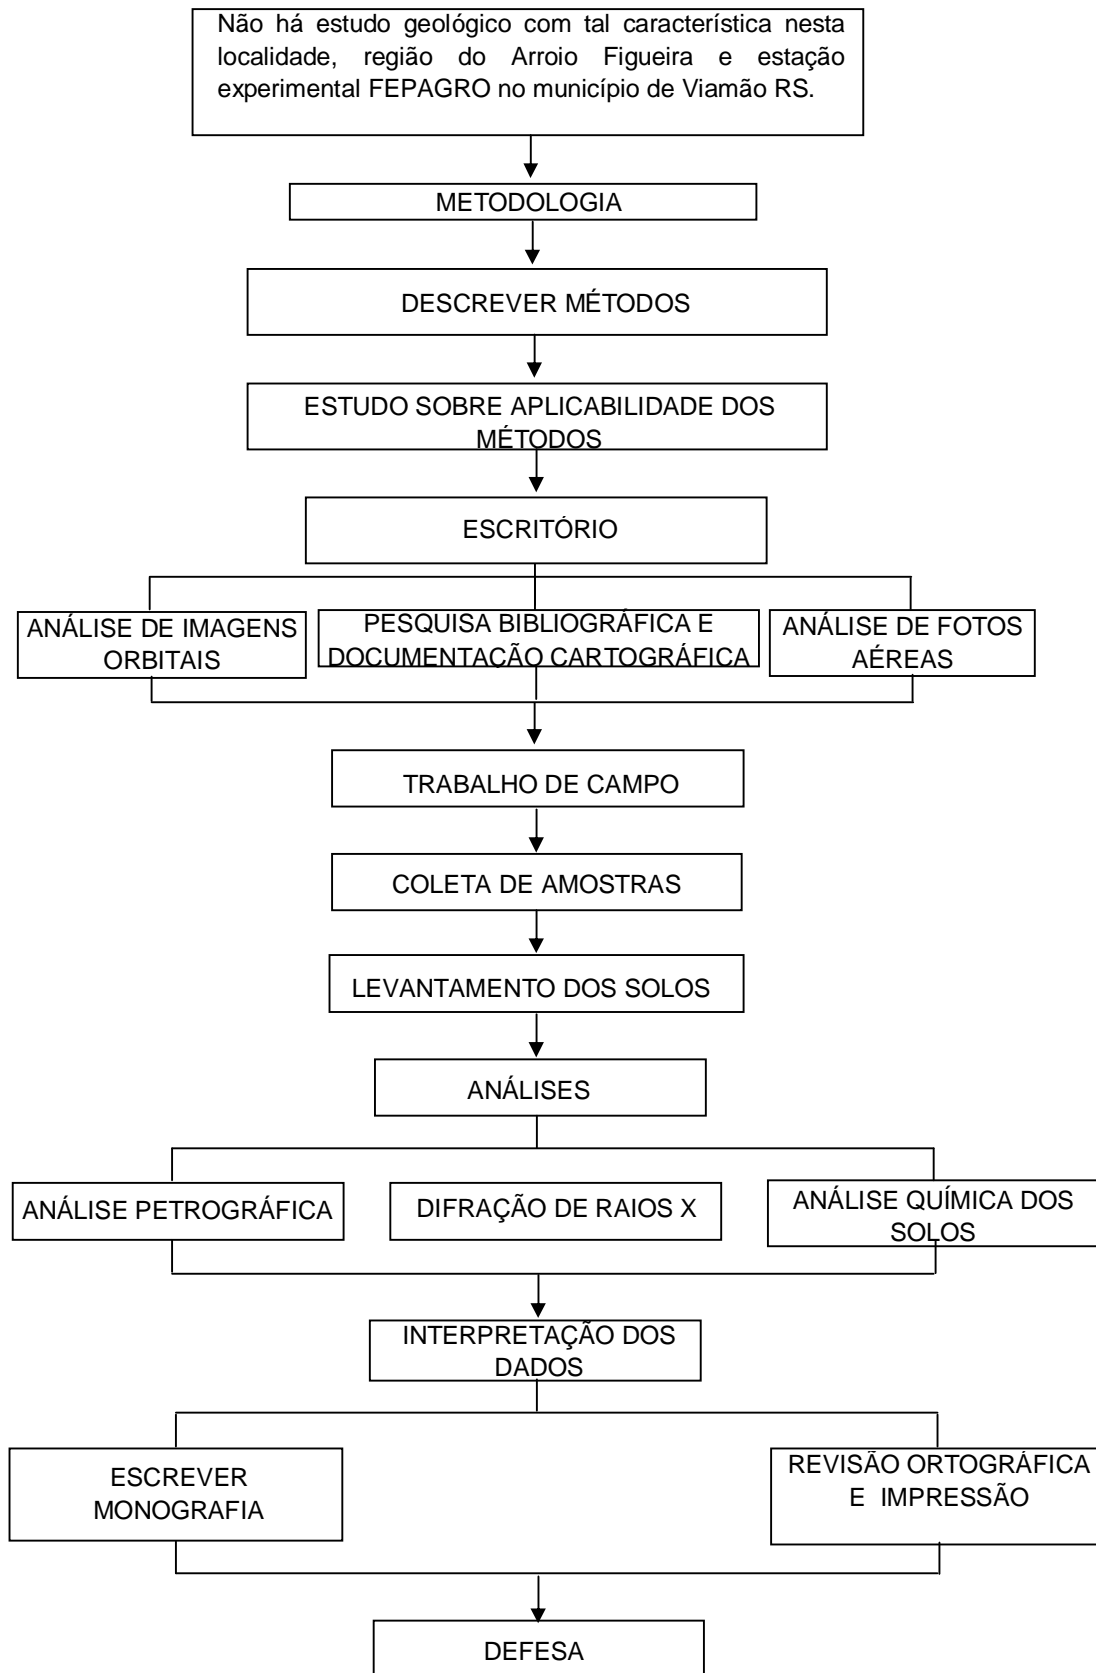 Não há estudo geológico com tal característica nesta
localidade, região do Arroio Figueira e estação
experimental FEPAGRO no município de Viamão RS.
METODOLOGIA
DESCREVER MÉTODOS
ESTUDO SOBRE APLICABILIDADE DOS
MÉTODOS
ESCRITÓRIO
ANÁLISE DE IMAGENS
ORBITAIS
PESQUISA BIBLIOGRÁFICA E
DOCUMENTAÇÃO CARTOGRÁFICA
ANÁLISE DE FOTOS
AÉREAS
TRABALHO DE CAMPO
COLETA DE AMOSTRAS
LEVANTAMENTO DOS SOLOS
ANÁLISES
ANÁLISE PETROGRÁFICA
DIFRAÇÃO DE RAIOS X
ANÁLISE QUÍMICA DOS
SOLOS
INTERPRETAÇÃO DOS
DADOS
ESCREVER
MONOGRAFIA
REVISÃO ORTOGRÁFICA
E IMPRESSÃO
DEFESA